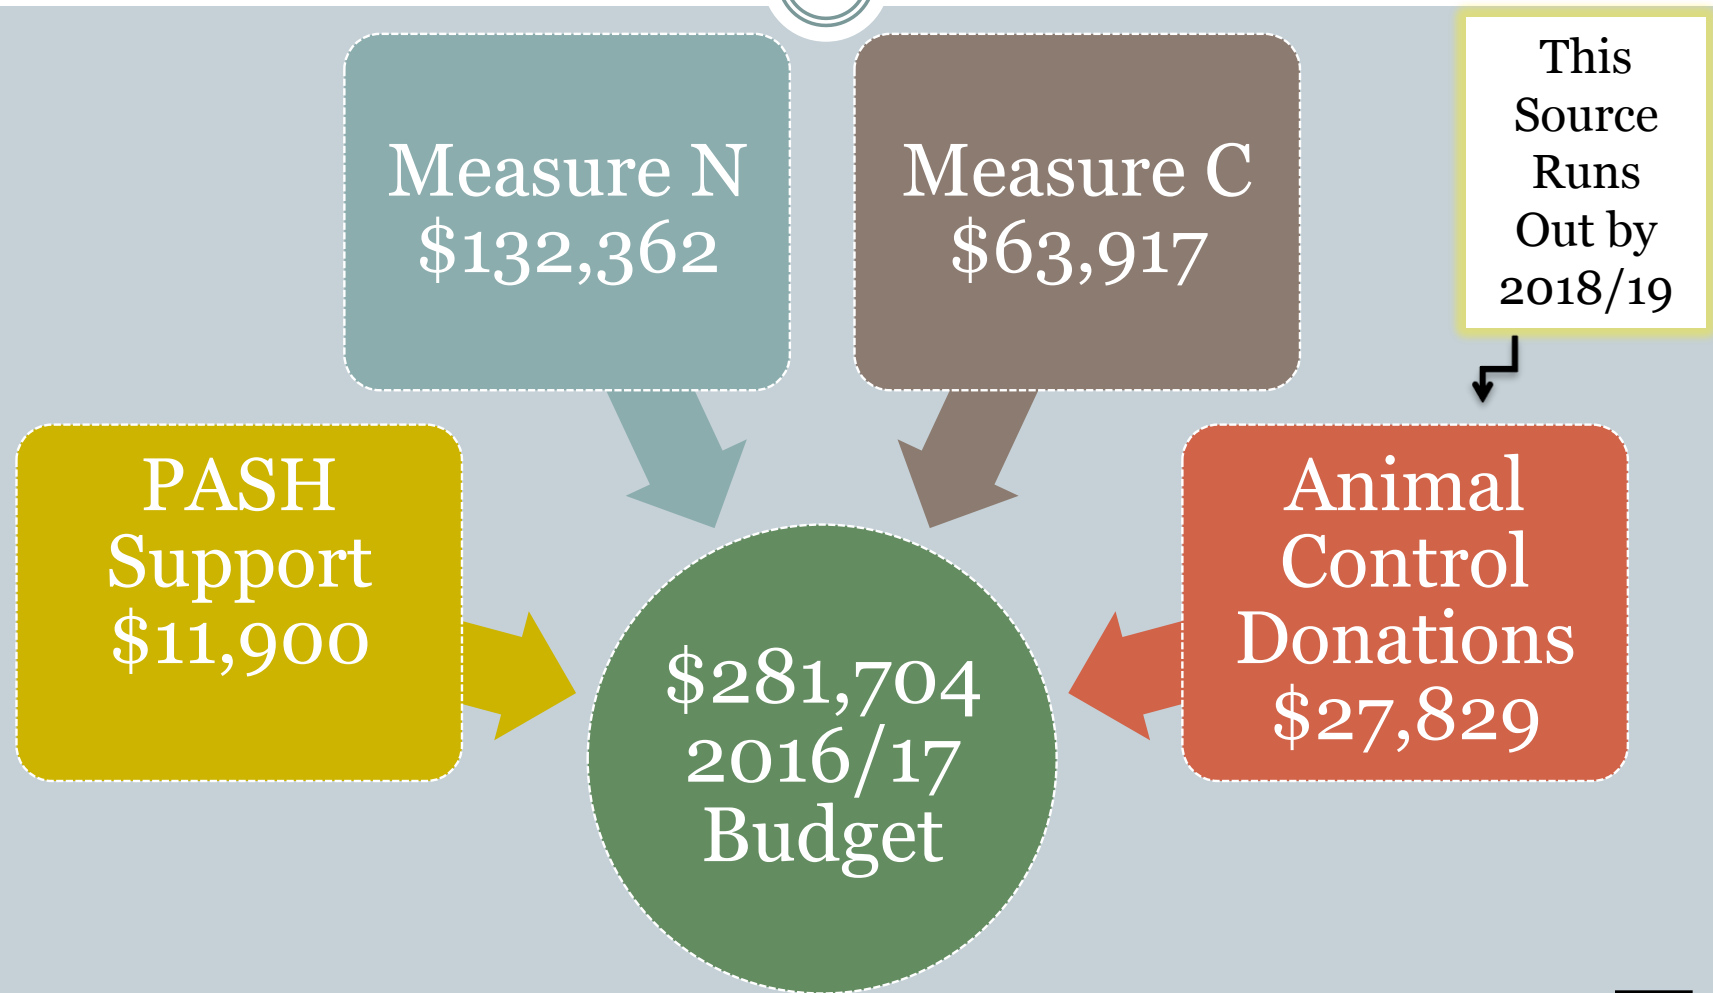 Measure N
$132,362
Measure C
$63,917
This
Source
Runs
Out by
2018/19
PASH
Support
$11,900
Animal
Control
Donations
$27,829
$281,704
2016/17
Budget